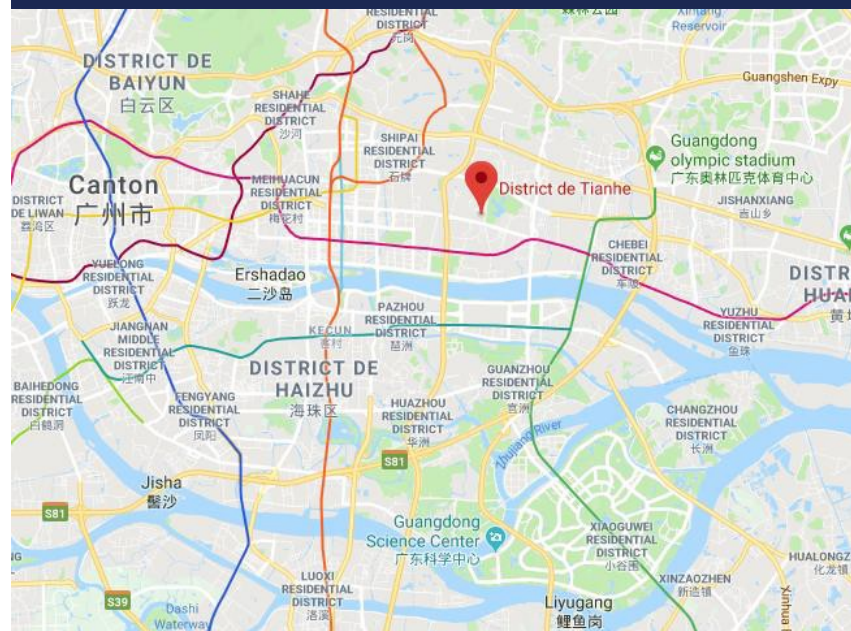 RESIDENTIAL
DISTRICT
元岗
Xintang
Reservoir
DISTRICT DE
BAIYUN
白云区
Guangshen Expy
SHAHE
RESIDENTIAL
DISTRICT
沙河
SHIPAI
RESIDENTIAL
DISTRICT
石牌
Guangdong
olympic stadium
广东奥林匹克体育中心
Canton
广州市
MEIHUACUN
RESIDENTIAL
DISTRICT
梅花村
District de Tianhe
DISTRICT
DE LIWAN
荔湾区
JISHANXIANG
吉山乡
YUELONG
RESIDENTIAL
DISTRICT
跃龙
Ershadao
二沙岛
CHEBEI
RESIDENTIAL
DISTRICT
车陂
DISTR
HUAN
黄埔
JIANGNAN
MIDDLE
RESIDENTIAL
DISTRICT
江南中
KECUN
客村
PAZHOU
RESIDENTIAL
DISTRICT
琶洲
YUZHU
RESIDENTIAL
DISTRICT
鱼珠
DISTRICT DE
HAIZHU
海珠区
GUANZHOU
RESIDENTIAL
DISTRICT
官洲
BAIHEDONG
RESIDENTIAL
DISTRICT
白鹤洞
FENGYANG
RESIDENTIAL
DISTRICT
凤阳
HUAZHOU
RESIDENTIAL
DISTRICT
华洲
CHANGZHOU
RESIDENTIAL
DISTRICT
长洲
Zhujiang River
S81
Jisha
髻沙
S81
Guangdong
Science Center
广东科学中心
XIAOGUWEI
RESIDENTIAL
DISTRICT
小谷围
HUALONGZ
化龙镇
LUOXI
RESIDENTIAL
DISTRICT
洛溪
XINZAOZHEN
新造镇
Xinhua
S39
Dashi
Waterway
Liyugang
鲤鱼岗